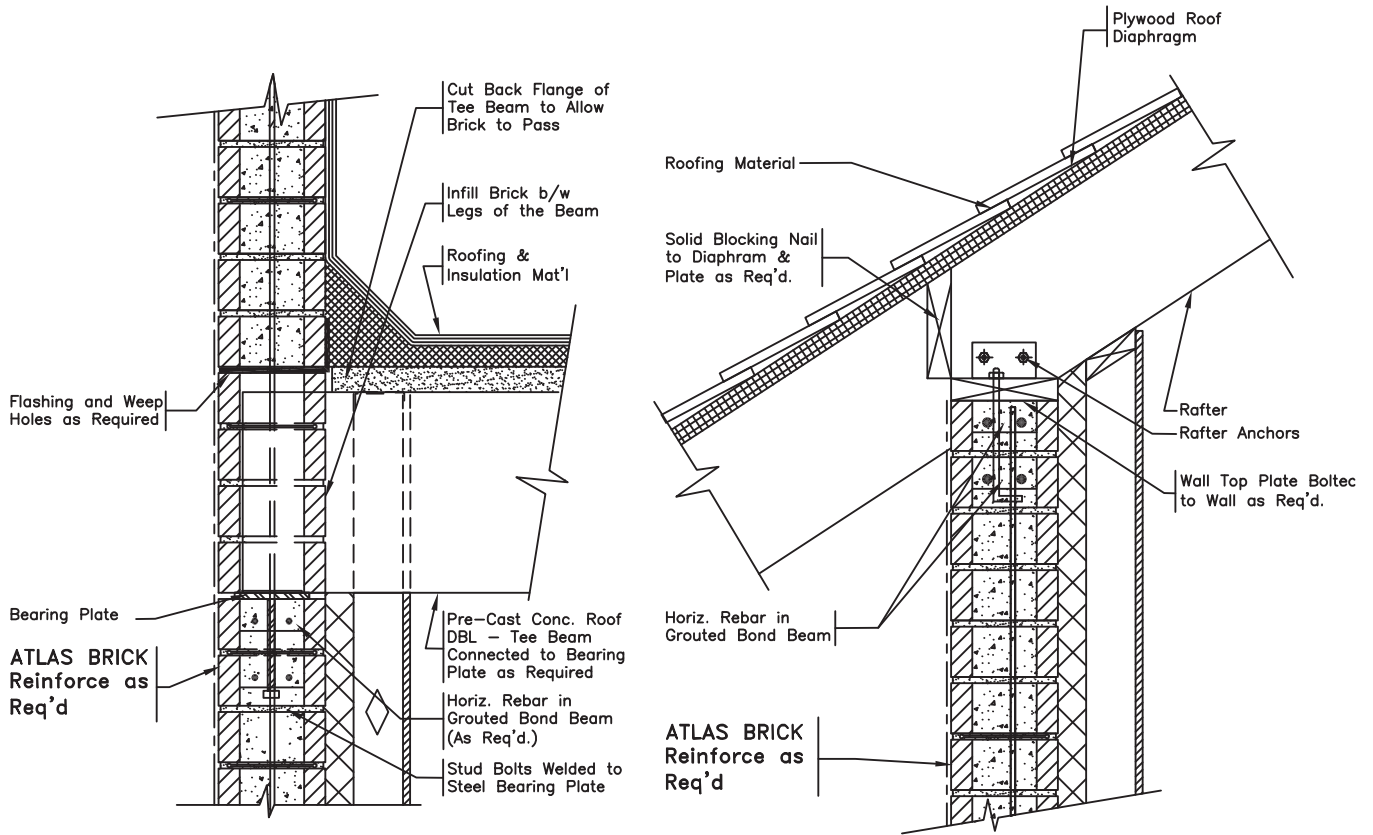 Cut Back Flange of
Tee Beam to Allow
Brick to Pass
Infill Brick b/w
Legs of the Beam
Roofing &
Insulation Mat'l
Flashing and Weep
Holes as Required
Bearing Plate
ATLAS BRICK
Reinforce as
Req'd
Pre-Cast Conc. Roof
DBL – Tee Beam
Connected to Bearing
Plate as Required
Horiz. Rebar in
Grouted Bond Beam
(As Req'd.)
Stud Bolts Welded to
Steel Bearing Plate
Plywood Roof
Diaphragm
Roofing Material
Solid Blocking Nail
to Diaphram &
Plate as Req'd.
Rafter
Rafter Anchors
Wall Top Plate Boltec
to Wall as Req'd.
Horiz. Rebar in
Grouted Bond Beam
ATLAS BRICK
Reinforce as
Req'd